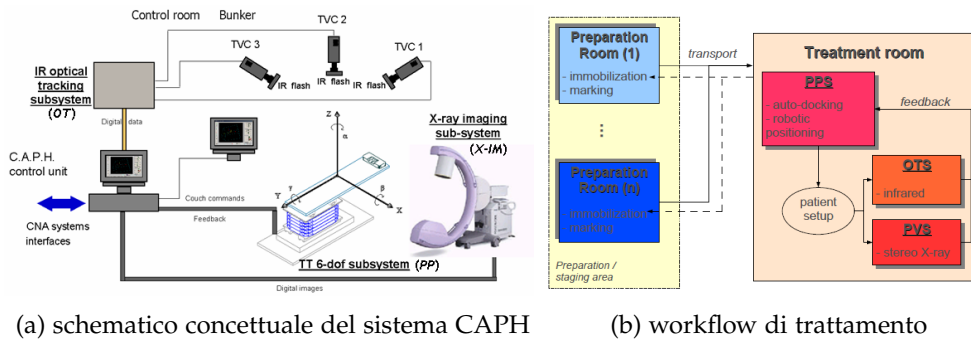 Control room
Bunker
TVC 2
TVC 3
TVC 1
IR flash
IR flash
IR flash
IR optical
tracking
subsystem
(OT)
Digital data
C.A.P.H.
control unit
CNA systems
interfaces
Couch commands
Feedback
Z
α
Y
γ
β
X
X-ray imaging
sub-system
(X-IM)
TT 6-dof subsystem (PP)
Digital images
(a) schematico concettuale del sistema CAPH
Preparation
Room (1)
- immobilization
- marking
Preparation
Room (n)
- immobilization
- marking
Preparation /
staging area
transport
Treatment room
PPS
- auto-docking
- robotic
positioning
feedback
patient
setup
OTS
- infrared
PVS
- stereo X-ray
(b) workflow di trattamento